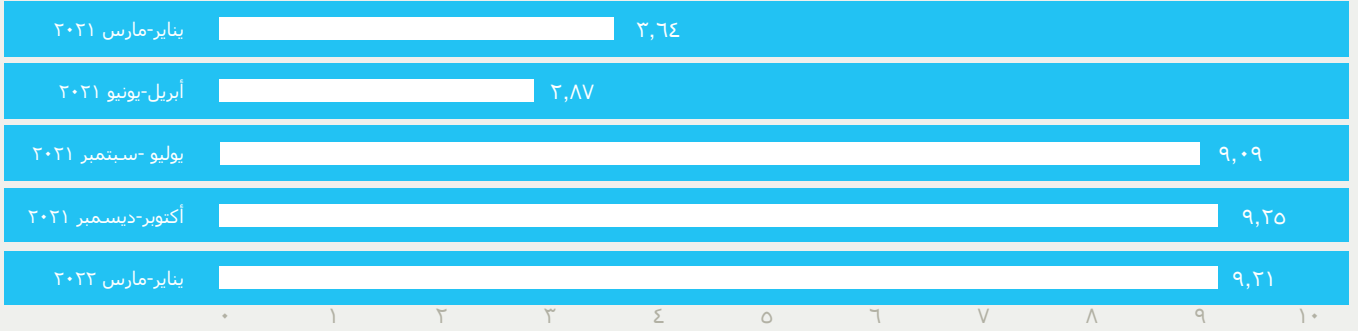 يناير-مارس ٢٠٢١ ٣,٦٤
أبريل-يونيو ٢٠٢١ ٢,٨٧
يوليو -سبتمبر ٢٠٢١ ٩,٠٩
أكتوبر-ديسمبر ٢٠٢١ ٩,٢٥
يناير-مارس ٢٠٢٢ ٩,٢١
٠ ١ ٢ ٣ ٤ ٥ ٦ ٧ ٨ ٩ ١٠